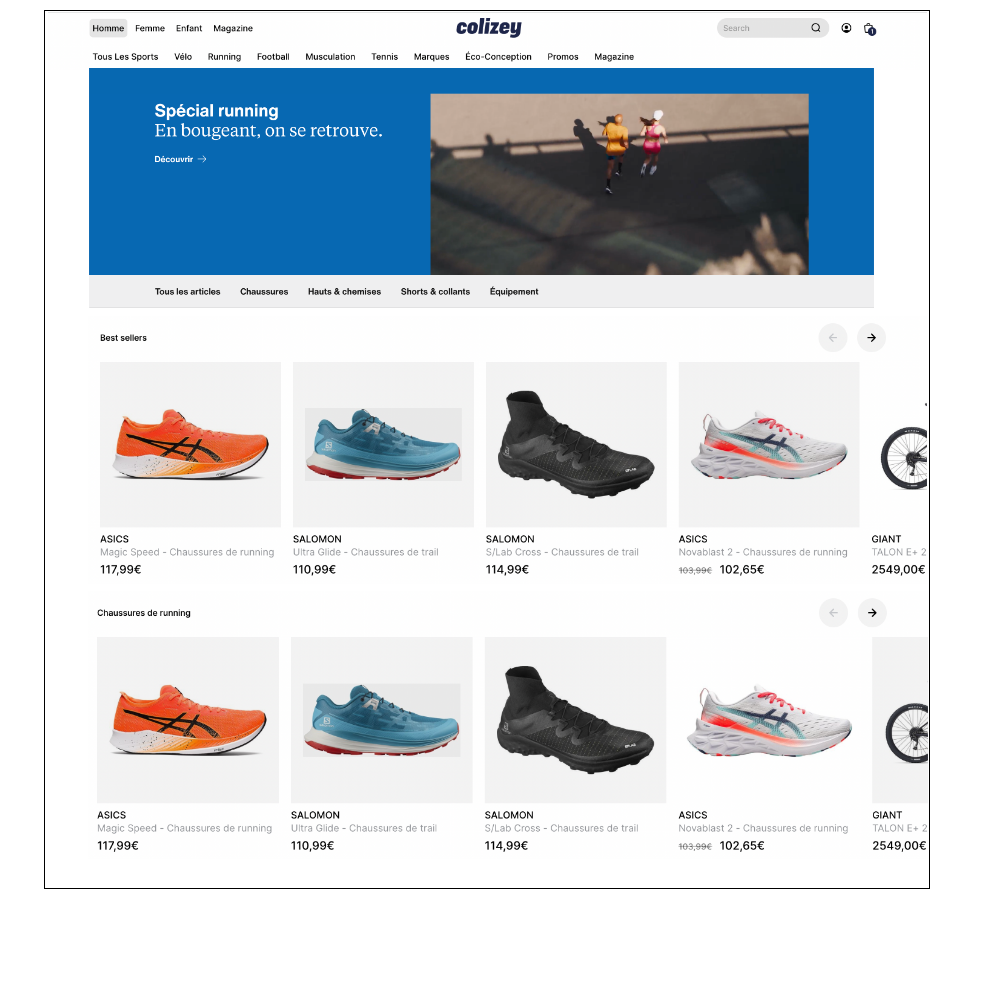 Homme Femme Enfant Magazine colizey Search 1
Tous Les Sports Vélo Running Football Musculation Tennis Marques Éco-Conception Promos Magazine
Spécial running
En bougeant, on se retrouve.
Découvrir →
Tous les articles Chaussures Hauts & chemises Shorts & collants Équipement
Best sellers
ASICS SALOMON SALOMON ASICS GIANT
Magic Speed - Chaussures de running Ultra Glide - Chaussures de trail S/Lab Cross - Chaussures de trail Novablast 2 - Chaussures de running TALON E+ 2
117,99€ 110,99€ 114,99€ 103,99€ 102,65€ 2549,00€
Chaussures de running
ASICS SALOMON SALOMON ASICS GIANT
Magic Speed - Chaussures de running Ultra Glide - Chaussures de trail S/Lab Cross - Chaussures de trail Novablast 2 - Chaussures de running TALON E+ 2
117,99€ 110,99€ 114,99€ 103,99€ 102,65€ 2549,00€